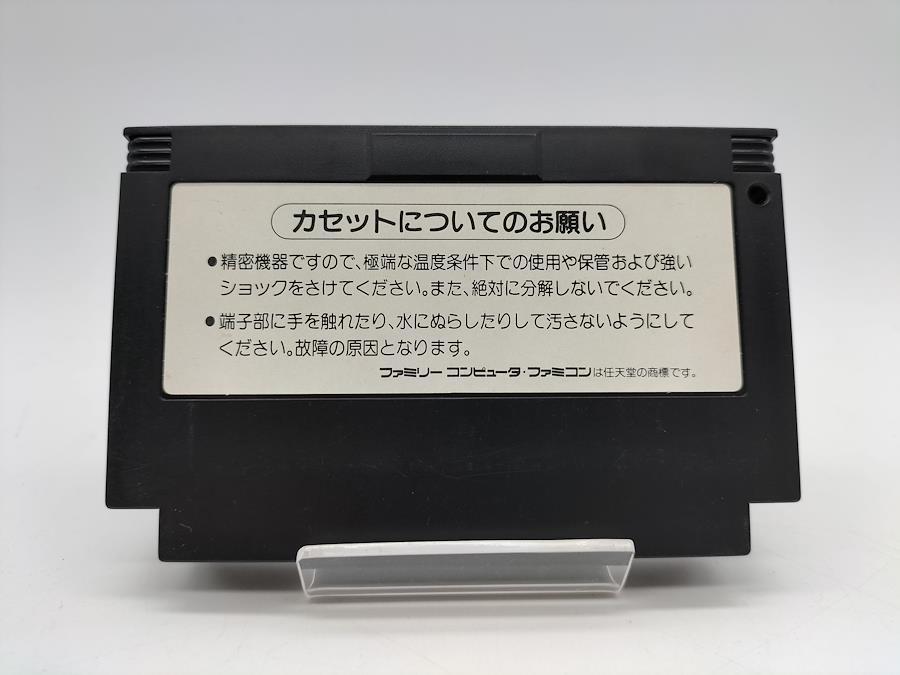 カセットについてのお願い
●精密機器ですので、極端な温度条件下での使用や保管および強い
ショックをさけてください。また、絶対に分解しないでください。
●端子部に手を触れたり、水にぬらしたりして汚さないようにして
ください。故障の原因となります。
ファミリー コンピュータ・ファミコンは任天堂の商標です。